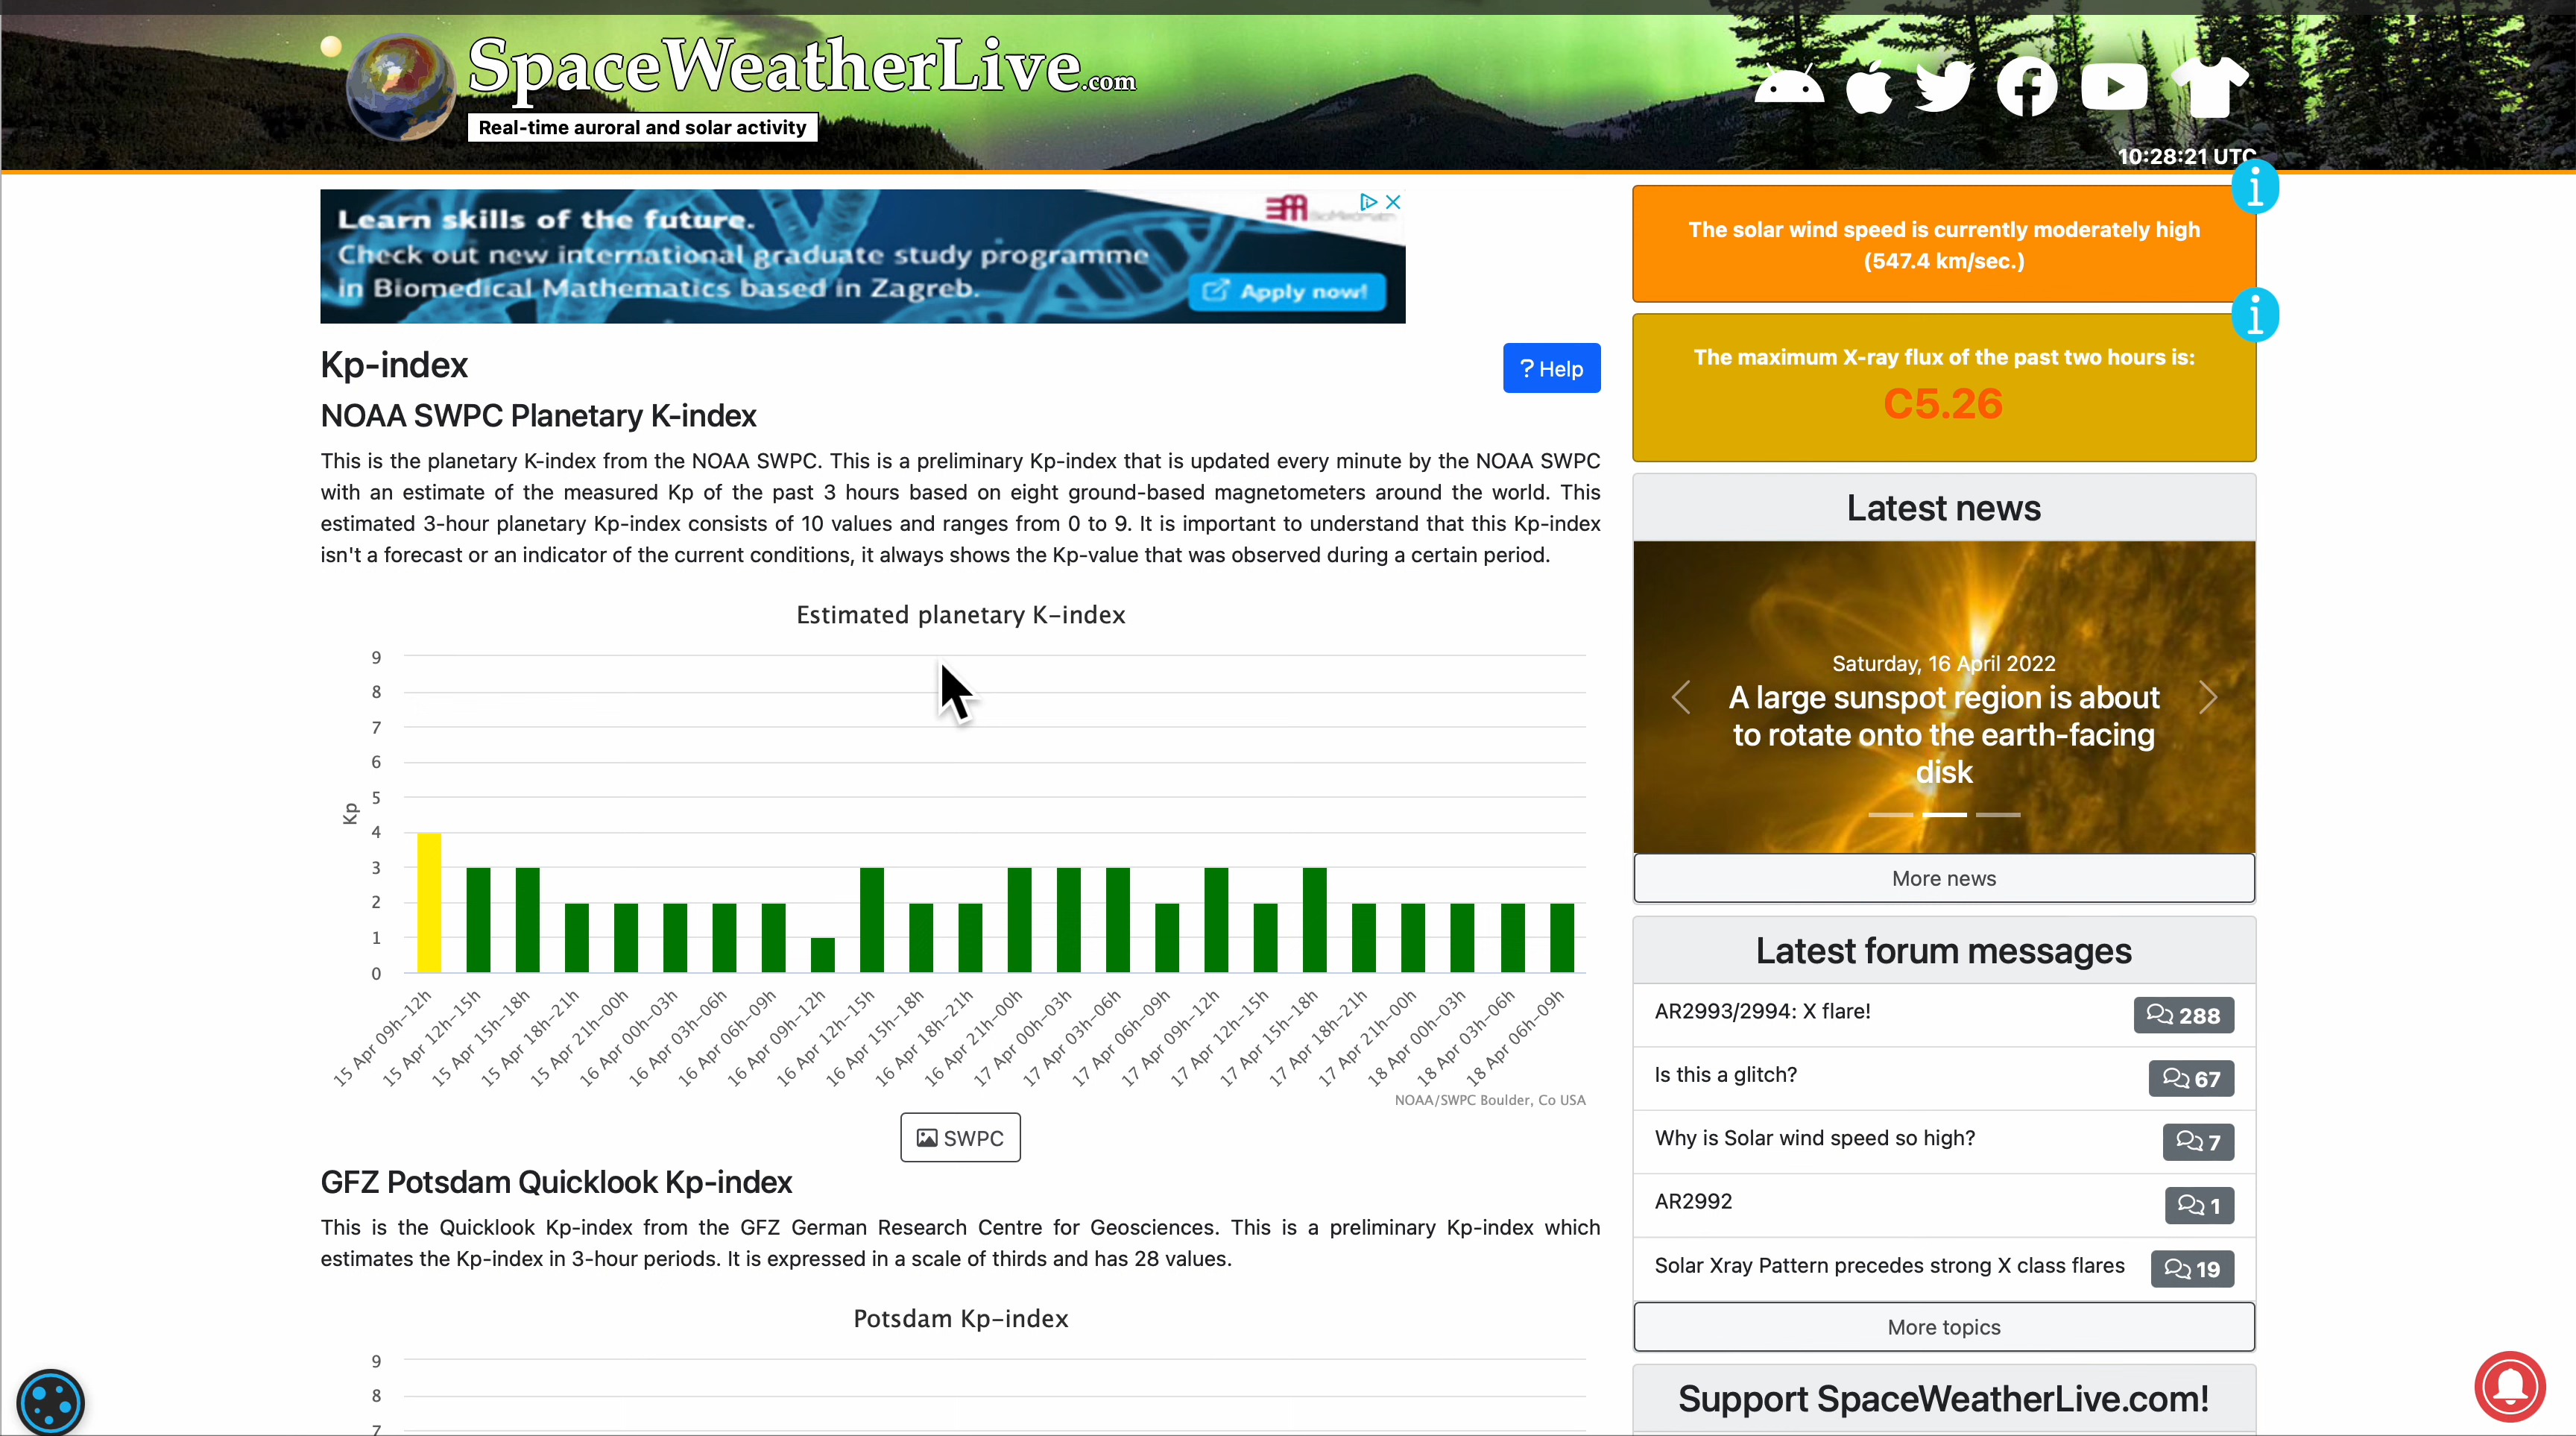 SpaceWeatherLive.com
Real-time auroral and solar activity
10:28:21 UTC
Learn skills of the future.
Check out new international graduate study programme
in Biomedical Mathematics based in Zagreb.
Apply now!
Kp-index
? Help
NOAA SWPC Planetary K-index
This is the planetary K-index from the NOAA SWPC. This is a preliminary Kp-index that is updated every minute by the NOAA SWPC
with an estimate of the measured Kp of the past 3 hours based on eight ground-based magnetometers around the world. This
estimated 3-hour planetary Kp-index consists of 10 values and ranges from 0 to 9. It is important to understand that this Kp-index
isn't a forecast or an indicator of the current conditions, it always shows the Kp-value that was observed during a certain period.
Estimated planetary K-index
Kp
9
8
7
6
5
4
3
2
1
0
15 Apr 09h-12h
15 Apr 12h-15h
15 Apr 15h-18h
15 Apr 18h-21h
15 Apr 21h-00h
16 Apr 00h-03h
16 Apr 03h-06h
16 Apr 06h-09h
16 Apr 09h-12h
16 Apr 12h-15h
16 Apr 15h-18h
16 Apr 18h-21h
16 Apr 21h-00h
17 Apr 00h-03h
17 Apr 03h-06h
17 Apr 06h-09h
17 Apr 09h-12h
17 Apr 12h-15h
17 Apr 15h-18h
17 Apr 18h-21h
17 Apr 21h-00h
18 Apr 00h-03h
18 Apr 03h-06h
18 Apr 06h-09h
NOAA/SWPC Boulder, Co USA
SWPC
GFZ Potsdam Quicklook Kp-index
This is the Quicklook Kp-index from the GFZ German Research Centre for Geosciences. This is a preliminary Kp-index which
estimates the Kp-index in 3-hour periods. It is expressed in a scale of thirds and has 28 values.
Potsdam Kp-index
9
8
7
The solar wind speed is currently moderately high
(547.4 km/sec.)
The maximum X-ray flux of the past two hours is:
C5.26
Latest news
Saturday, 16 April 2022
A large sunspot region is about
to rotate onto the earth-facing
disk
More news
Latest forum messages
AR2993/2994: X flare! 288
Is this a glitch? 67
Why is Solar wind speed so high? 7
AR2992 1
Solar Xray Pattern precedes strong X class flares 19
More topics
Support SpaceWeatherLive.com!